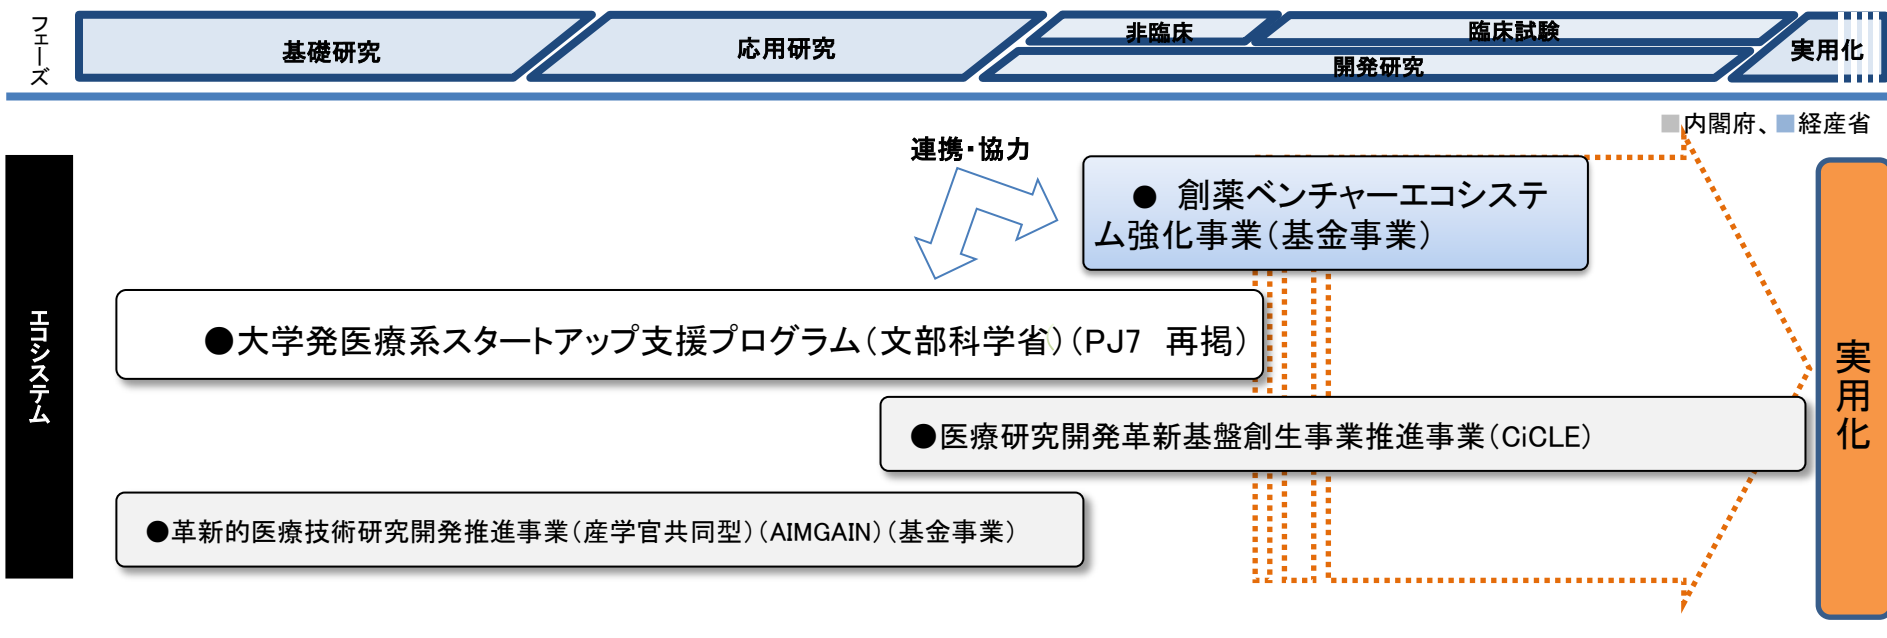 フェーズ
基礎研究
応用研究
非臨床
臨床試験
開発研究
実用化
内閣府、経産省
連携・協力
● 創薬ベンチャーエコシステ
ム強化事業(基金事業)
エコシステム
●大学発医療系スタートアップ支援プログラム(文部科学省)(PJ7 再掲)
実用化
●医療研究開発革新基盤創生事業推進事業(CiCLE)
●革新的医療技術研究開発推進事業(産学官共同型)(AIMGAIN)(基金事業)